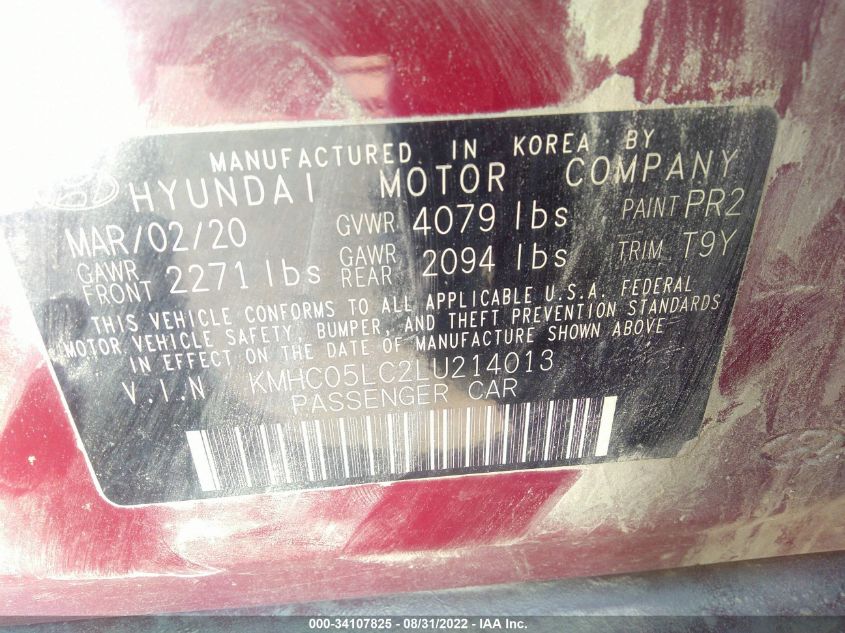 MANUFACTURED IN KOREA BY
HYUNDAI MOTOR COMPANY
MAR/02/20 GVWR 4079 lbs PAINT PR2
GAWR FRONT 2271 lbs GAWR REAR 2094 lbs TRIM T9Y
THIS VEHICLE CONFORMS TO ALL APPLICABLE U.S.A. FEDERAL
MOTOR VEHICLE SAFETY, BUMPER, AND THEFT PREVENTION STANDARDS
IN EFFECT ON THE DATE OF MANUFACTURE SHOWN ABOVE
V.I.N KMHC05LC2LU214013
PASSENGER CAR
000-34107825 - 08/31/2022 - IAA Inc.